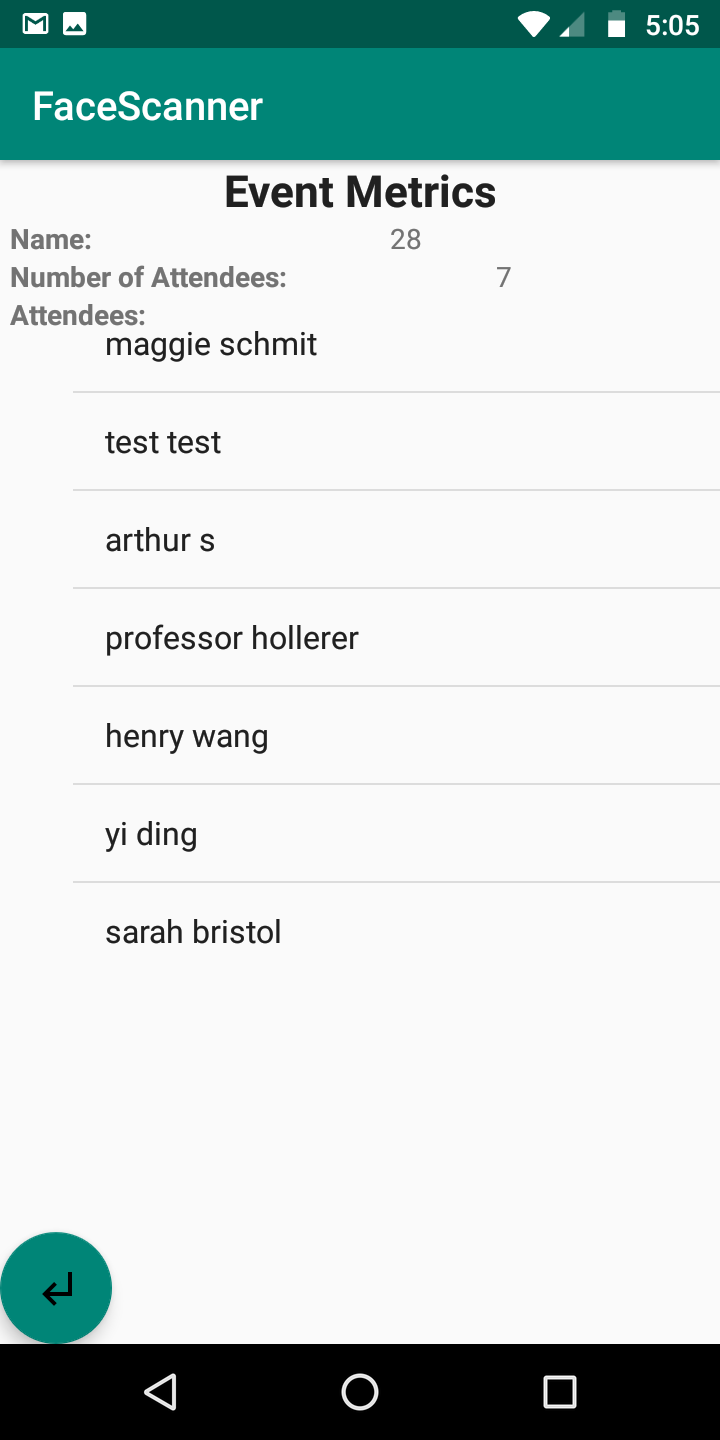 5:05
FaceScanner
Event Metrics
Name: 28
Number of Attendees: 7
Attendees:
maggie schmit
test test
arthur s
professor hollerer
henry wang
yi ding
sarah bristol